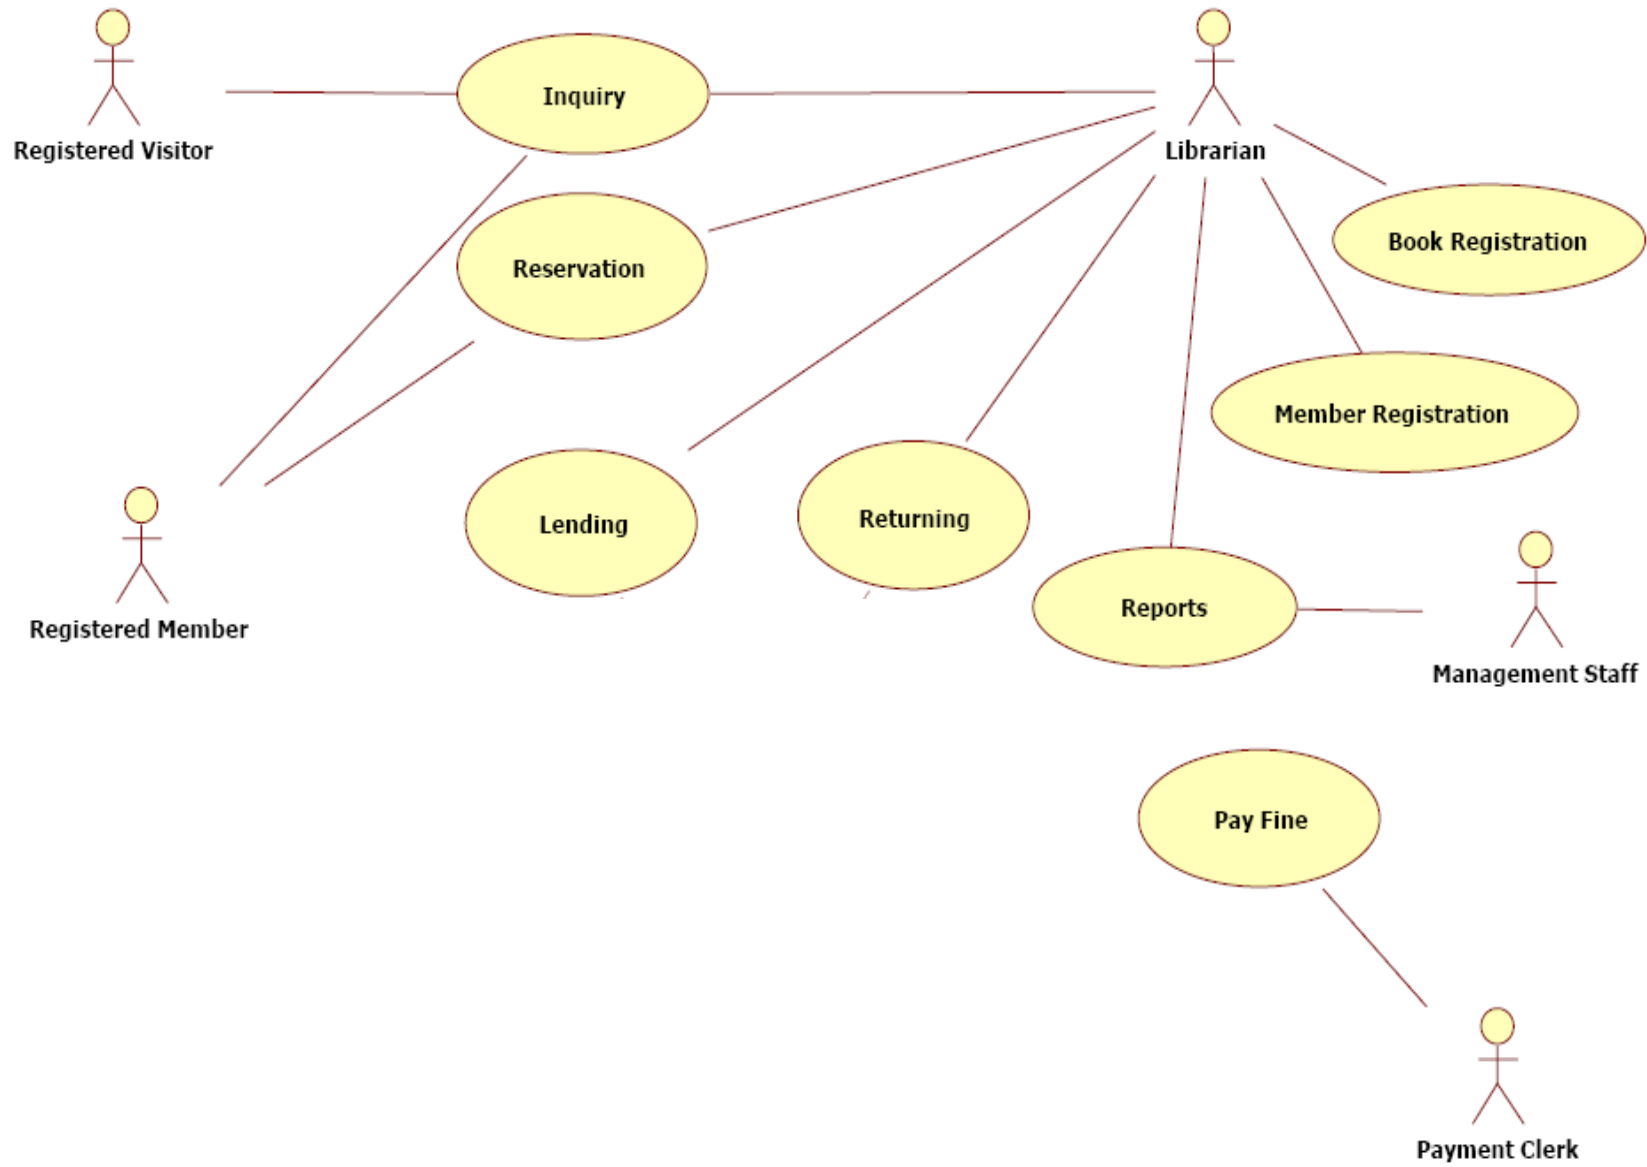 Inquiry
Registered Visitor
Librarian
Book Registration
Reservation
Member Registration
Lending
Returning
Reports
Registered Member
Management Staff
Pay Fine
Payment Clerk